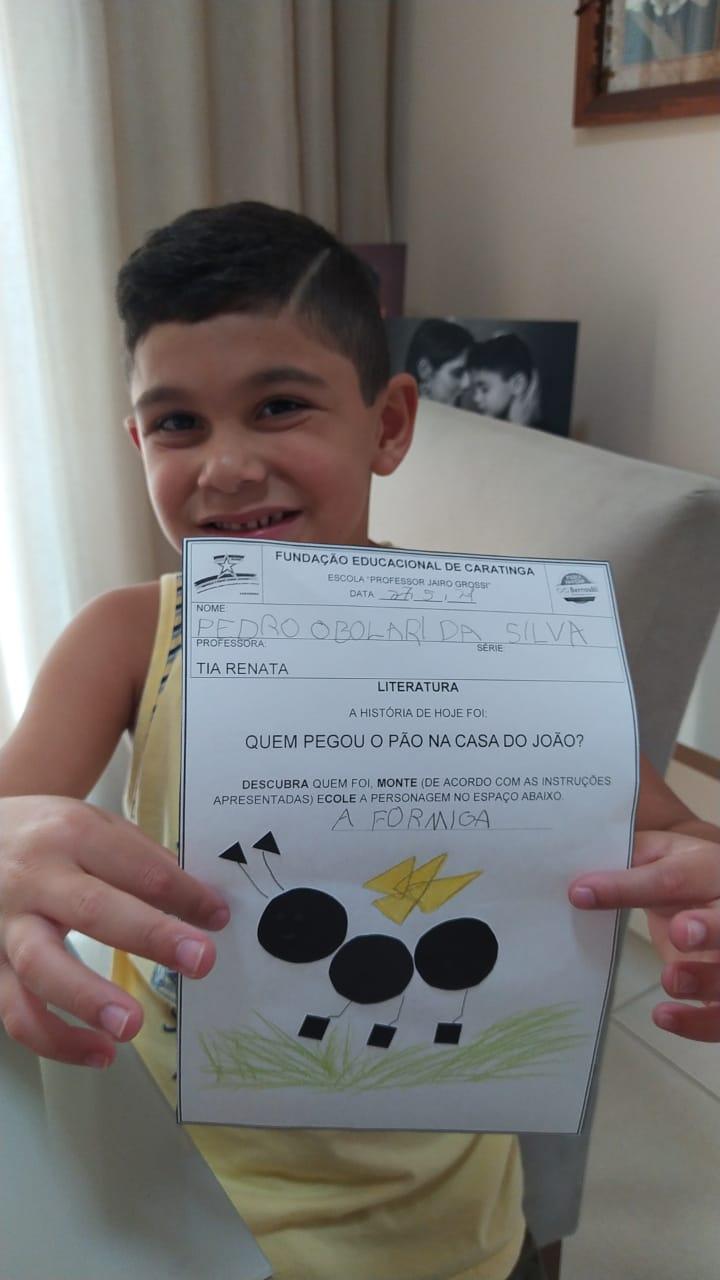 FUNDAÇÃO EDUCACIONAL DE CARATINGA
ESCOLA "PROFESSOR JAIRO GROSSI"
DATA
NOME:
PEDRO OBOLARI DA SILVA
PROFESSORA: SÉRIE:
TIA RENATA
LITERATURA
A HISTÓRIA DE HOJE FOI:
QUEM PEGOU O PÃO NA CASA DO JOÃO?
DESCUBRA QUEM FOI, MONTE (DE ACORDO COM AS INSTRUÇÕES
APRESENTADAS) ECOLE A PERSONAGEM NO ESPAÇO ABAIXO.
A FORMIGA